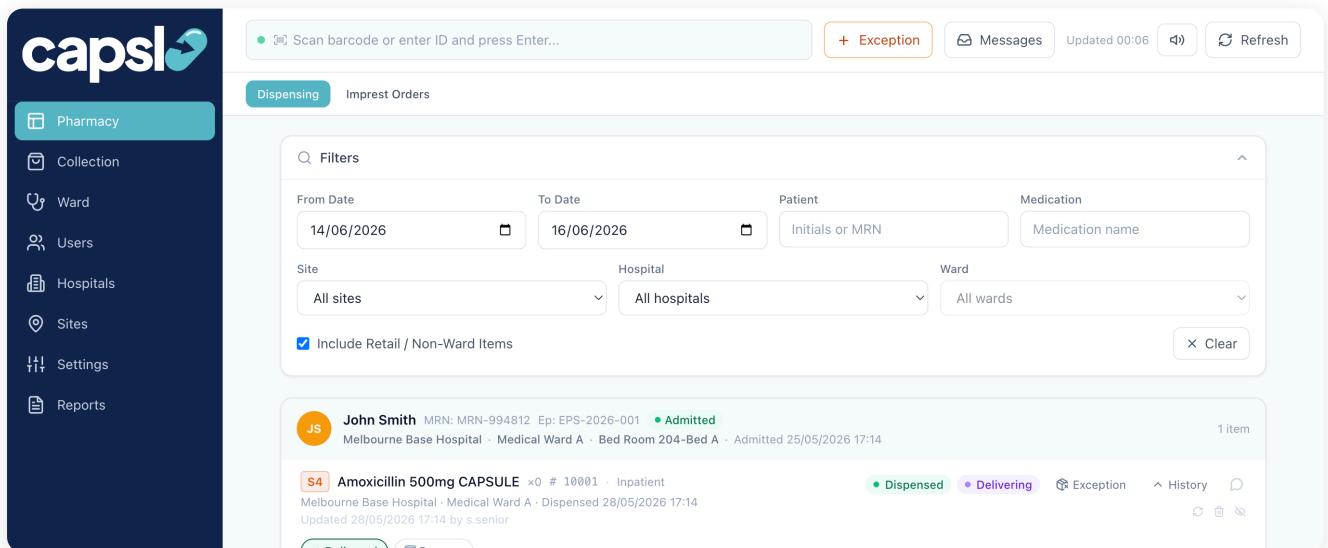 capsl
Scan barcode or enter ID and press Enter...
+ Exception
Messages
Updated 00:06
Refresh
Dispensing
Imprest Orders
Pharmacy
Collection
Ward
Users
Hospitals
Sites
Settings
Reports
Filters
From Date
To Date
Patient
Medication
14/06/2026
16/06/2026
Initials or MRN
Medication name
Site
Hospital
Ward
All sites
All hospitals
All wards
Include Retail / Non-Ward Items
Clear
JS
John Smith MRN: MRN-994812 Ep: EPS-2026-001 • Admitted
Melbourne Base Hospital · Medical Ward A · Bed Room 204-Bed A · Admitted 25/05/2026 17:14
1 item
S4 Amoxicillin 500mg CAPSULE ×0 # 10001 · Inpatient
• Dispensed
• Delivering
Exception
History
Melbourne Base Hospital · Medical Ward A · Dispensed 28/05/2026 17:14
Updated 28/05/2026 17:14 by s.senior